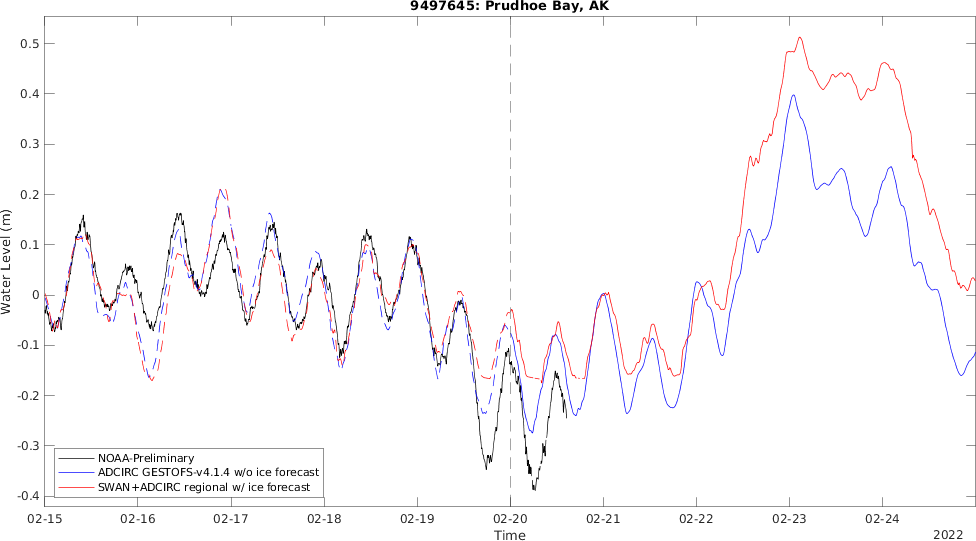 9497645: Prudhoe Bay, AK
0.5
0.4
0.3
0.2
0.1
0
-0.1
-0.2
-0.3
-0.4
Water Level (m)
NOAA-Preliminary
ADCIRC GESTOFS-v4.1.4 w/o ice forecast
SWAN+ADCIRC regional w/ ice forecast
02-15 02-16 02-17 02-18 02-19 02-20 02-21 02-22 02-23 02-24
Time
2022